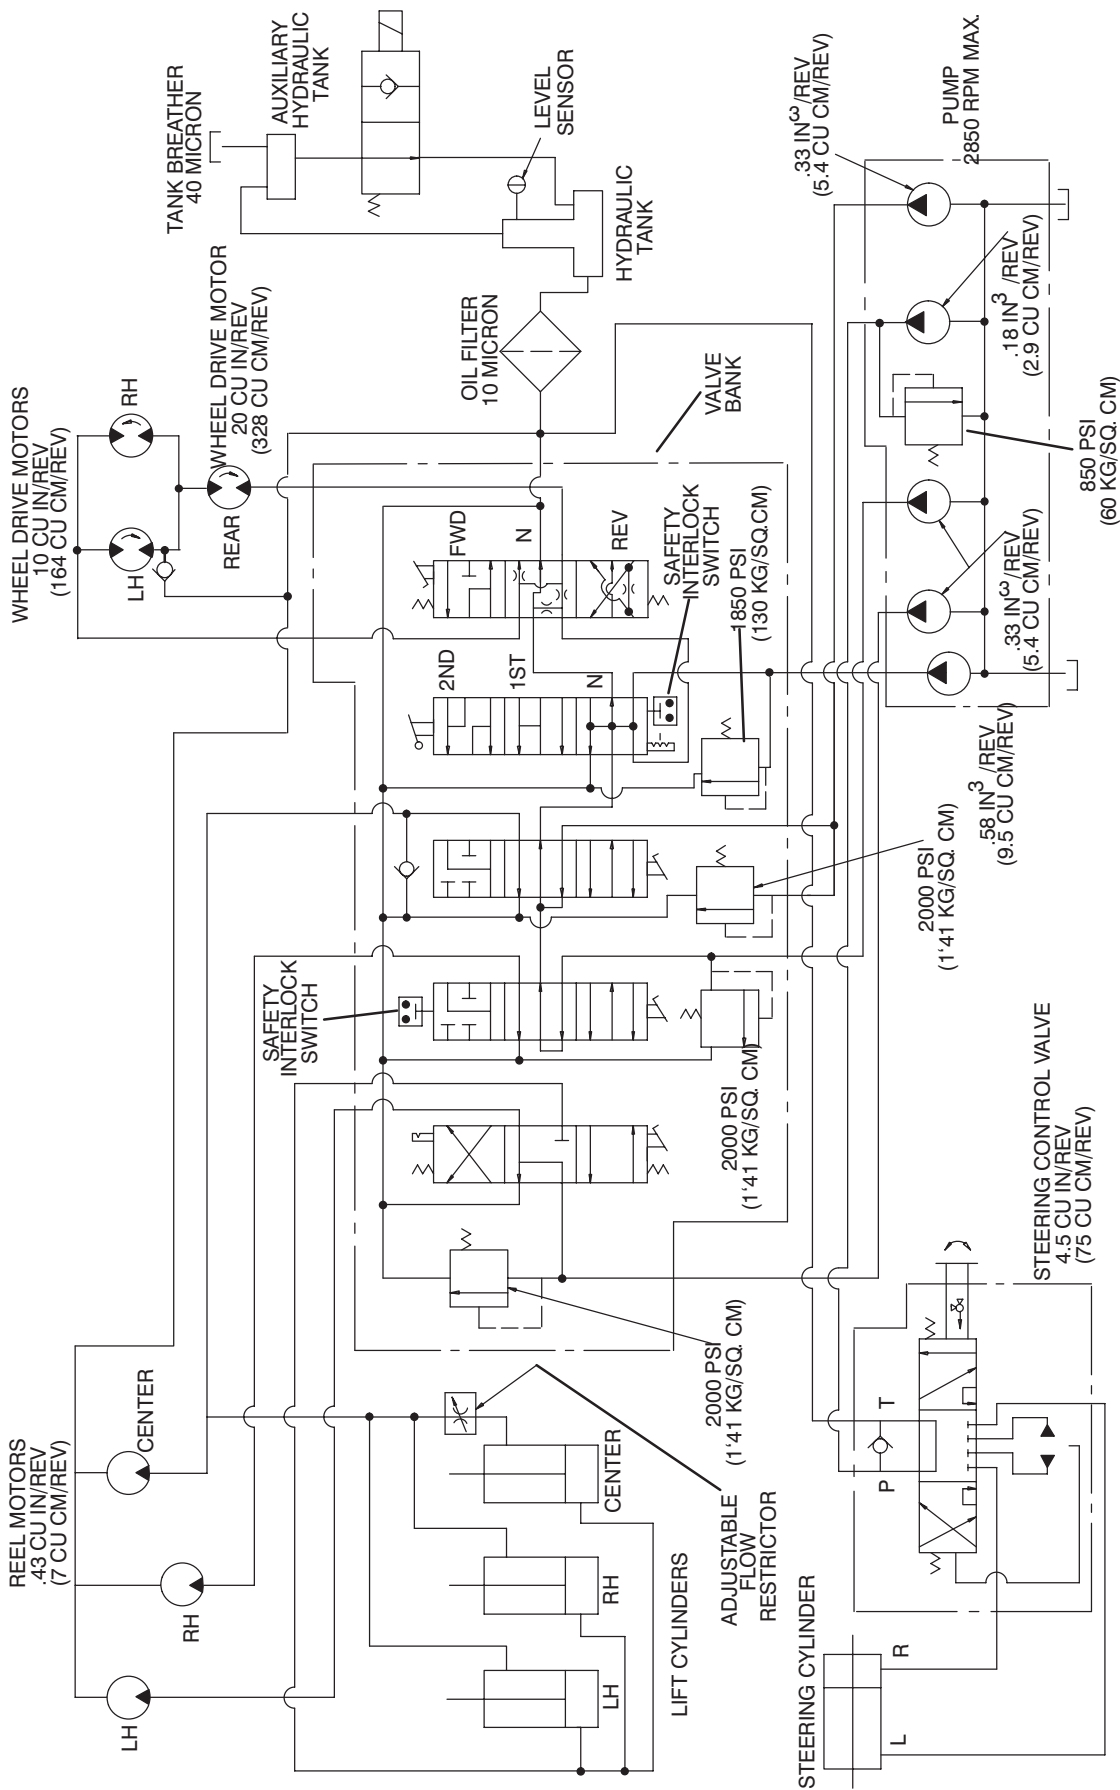 REEL MOTORS
.43 CU IN/REV
(7 CU CM/REV)
LH
RH
CENTER
WHEEL DRIVE MOTORS
10 CU IN/REV
(164 CU CM/REV)
LH
RH
REAR
WHEEL DRIVE MOTOR
20 CU IN/REV
(328 CU CM/REV)
TANK BREATHER
40 MICRON
AUXILIARY
HYDRAULIC
TANK
SAFETY
INTERLOCK
SWITCH
2ND
1ST
N
FWD
N
REV
OIL FILTER
10 MICRON
LEVEL
SENSOR
HYDRAULIC
TANK
LH
RH
CENTER
LIFT CYLINDERS
ADJUSTABLE
FLOW
RESTRICTOR
2000 PSI
(1'41 KG/SQ. CM)
2000 PSI
(1'41 KG/SQ. CM)
SAFETY
INTERLOCK
SWITCH
1850 PSI
(130 KG/SQ.CM)
VALVE
BANK
STEERING CYLINDER
L
R
P
T
STEERING CONTROL VALVE
4.5 CU IN/REV
(75 CU CM/REV)
2000 PSI
(1'41 KG/SQ. CM)
.58 IN3 /REV
(9.5 CU CM/REV)
.33 IN3 /REV
(5.4 CU CM/REV)
850 PSI
(60 KG/SQ. CM)
.18 IN3 /REV
(2.9 CU CM/REV)
.33 IN3 /REV
(5.4 CU CM/REV)
PUMP
2850 RPM MAX.